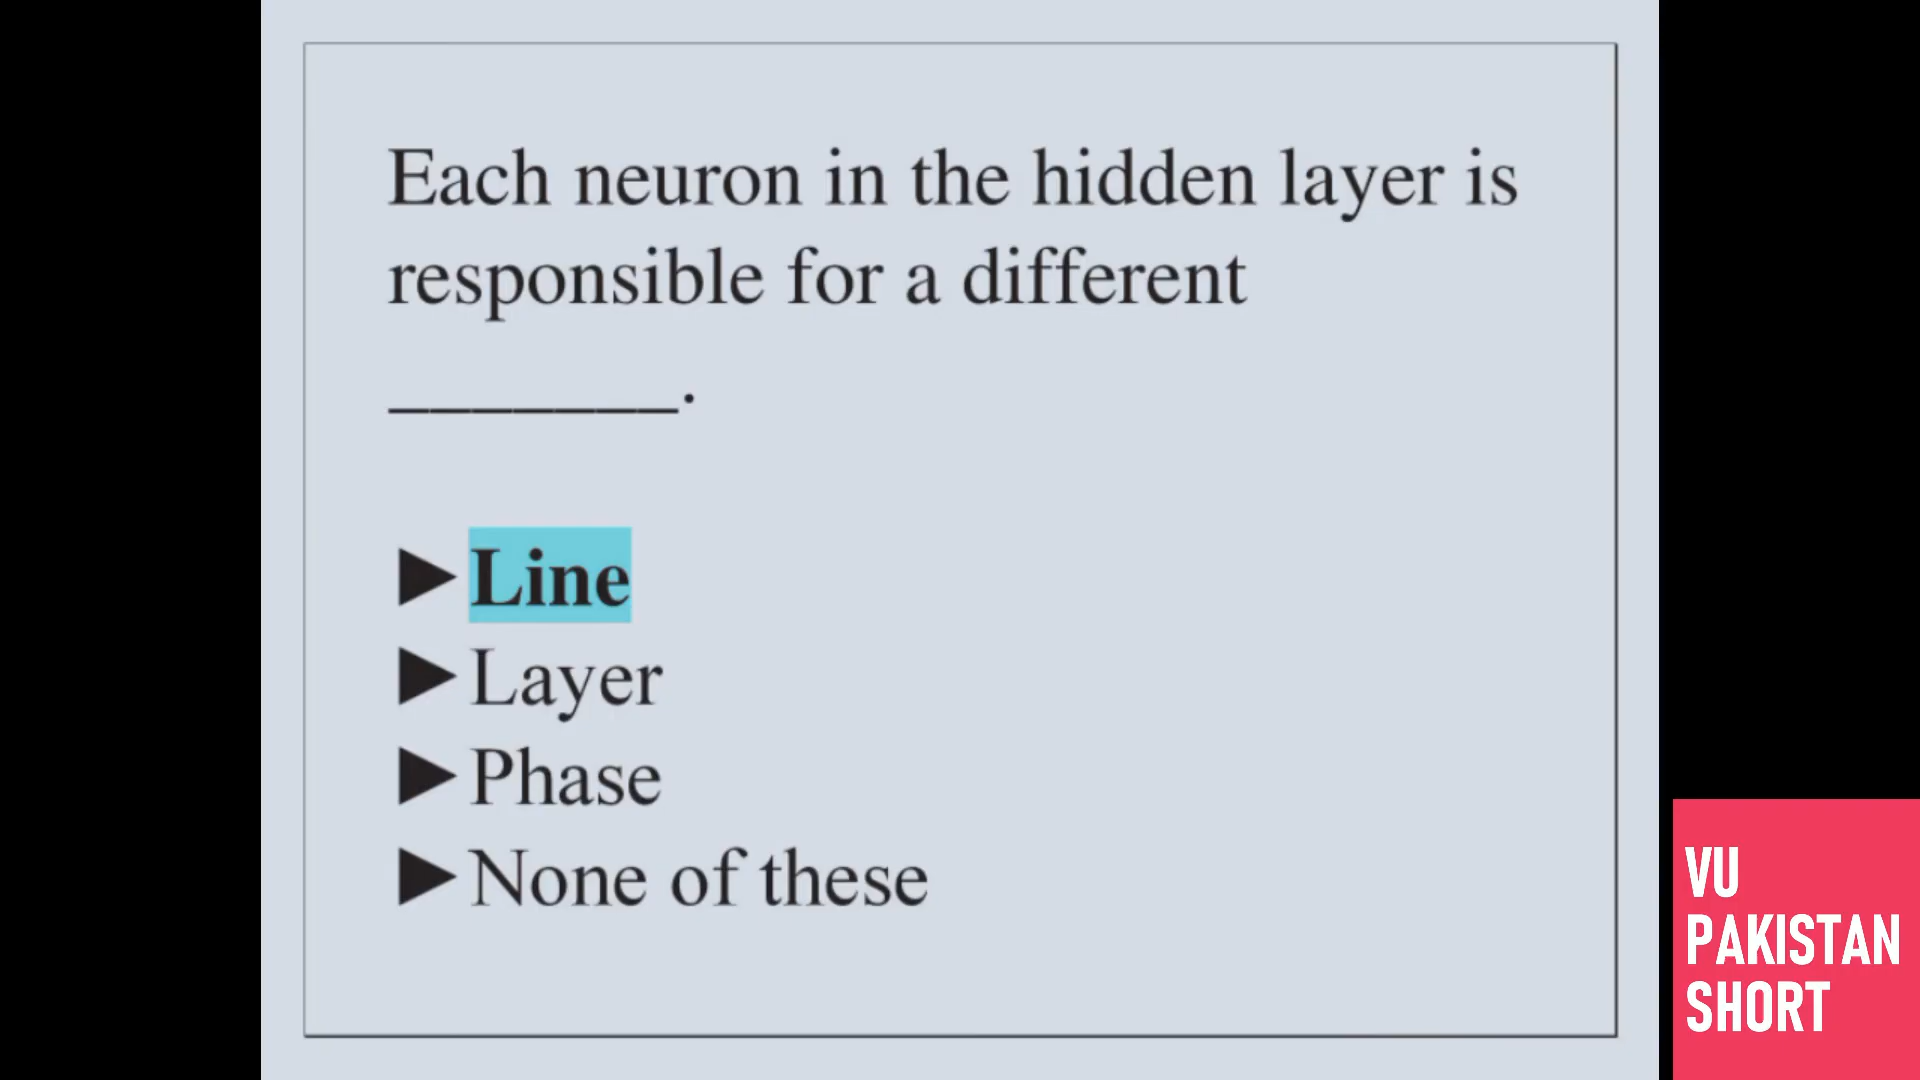 Each neuron in the hidden layer is
responsible for a different
_______.
►Line
►Layer
►Phase
►None of these
VU
PAKISTAN
SHORT